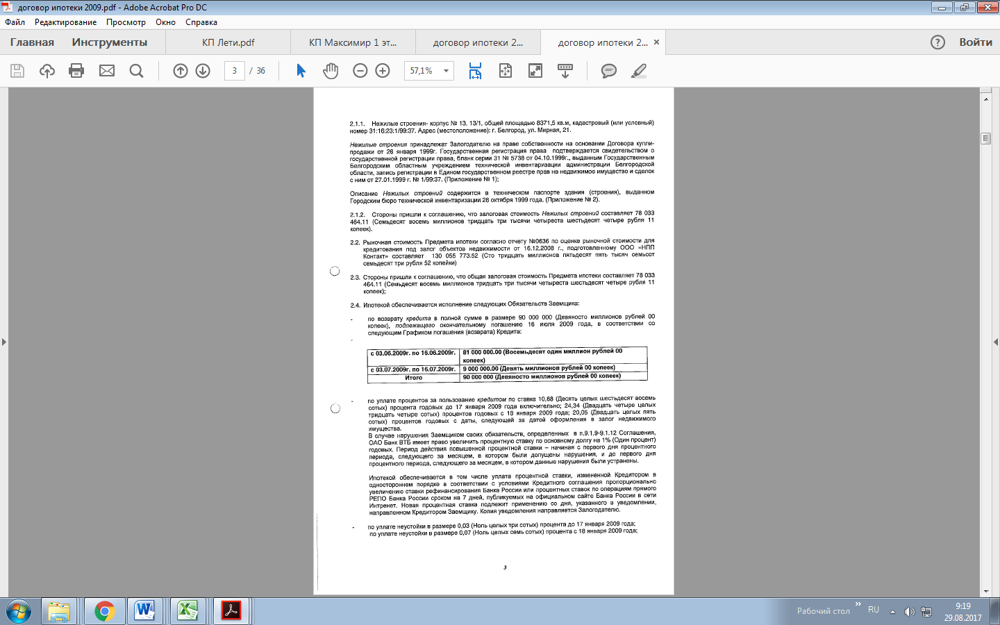 договор ипотеки 2009.pdf - Adobe Acrobat Pro DC
Файл Редактирование Просмотр Окно Справка
Главная Инструменты КП Лети.pdf КП Максимир 1 эт... договор ипотеки 2... договор ипотеки 2... × ? Войти
3 / 36 57,1%
2.1.1. Нежилые строения- корпус № 13, 13/1, общей площадью 8371,5 кв.м, кадастровый (или условный)
номер 31:16:23:1/99:37. Адрес (местоположение): г. Белгород, ул. Мирная, 21.
Нежилые строения принадлежат Залогодателю на праве собственности на основании Договора купли-
продажи от 26 января 1999г. Государственная регистрация права подтверждается свидетельством о
государственной регистрации права, бланк серии 31 № 5738 от 04.10.1999г., выданным Государственным
Белгородским областным учреждением технической инвентаризации администрации Белгородской
области, запись регистрации в Едином государственном реестре прав на недвижимое имущество и сделок
с ним от 27.01.1999 г. № 1/99:37. (Приложение № 1);
Описание Нежилых строений содержится в техническом паспорте здания (строения), выданном
Городским бюро технической инвентаризации 28 октября 1999 года. (Приложение № 2).
2.1.2. Стороны пришли к соглашению, что залоговая стоимость Нежилых строений составляет 78 033
464.11 (Семьдесят восемь миллионов тридцать три тысячи четыреста шестьдесят четыре рубля 11
копеек).
2.2. Рыночная стоимость Предмета ипотеки согласно отчету №0636 по оценке рыночной стоимости для
кредитования под залог объектов недвижимости от 16.12.2008 г., подготовленному ООО «НПП
Контакт» составляет 130 055 773.52 (Сто тридцать миллионов пятьдесят пять тысяч семьсот
семьдесят три рубля 52 копейки)
2.3. Стороны пришли к соглашению, что общая залоговая стоимость Предмета ипотеки составляет 78 033
464.11 (Семьдесят восемь миллионов тридцать три тысячи четыреста шестьдесят четыре рубля 11
копеек);
2.4. Ипотекой обеспечивается исполнение следующих Обязательств Заемщика:
- по возврату кредита в полной сумме в размере 90 000 000 (Девяносто миллионов рублей 00
копеек), подлежащего окончательному погашению 16 июля 2009 года, в соответствии со
следующим Графиком погашения (возврата) Кредита:
-
с 03.06.2009г. по 16.06.2009г. 81 000 000.00 (Восемьдесят один миллион рублей 00
копеек)
с 03.07.2009г. по 16.07.2009г. 9 000 000.00 (Девять миллионов рублей 00 копеек)
Итого 90 000 000 (Девяносто миллионов рублей 00 копеек)
- по уплате процентов за пользование кредитом по ставке 10,68 (Десять целых шестьдесят восемь
сотых) процента годовых до 17 января 2009 года включительно; 24,34 (Двадцать четыре целых
тридцать четыре сотых) процентов годовых с 18 января 2009 года; 20,05 (Двадцать целых пять
сотых) процентов годовых с даты, следующей за датой оформления в залог недвижимого
имущества.
В случае нарушения Заемщиком своих обязательств, определенных в п.9.1.9-9.1.12 Соглашения,
ОАО Банк ВТБ имеет право увеличить процентную ставку по основному долгу на 1% (Один процент)
годовых. Период действия повышенной процентной ставки – начиная с первого дня процентного
периода, следующего за месяцем, в котором были допущены нарушения, и до первого дня
процентного периода, следующего за месяцем, в котором данные нарушения были устранены.
Ипотекой обеспечивается в том числе уплата процентной ставки, измененной Кредитором в
одностороннем порядке в соответствии с условиями Кредитного соглашения пропорционально
увеличению ставки рефинансирования Банка России или процентных ставок по операциям прямого
РЕПО Банка России сроком на 7 дней, публикуемых на официальном сайте Банка России в сети
Интренет. Новая процентная ставка подлежит применению со дня, указанного в уведомлении,
направленном Кредитором Заемщику. Копия уведомления направляется Залогодателю.
- по уплате неустойки в размере 0,03 (Ноль целых три сотых) процента до 17 января 2009 года;
по уплате неустойки в размере 0,07 (Ноль целых семь сотых) процента с 18 января 2009 года;
3
Рабочий стол » RU 9:19
29.08.2017